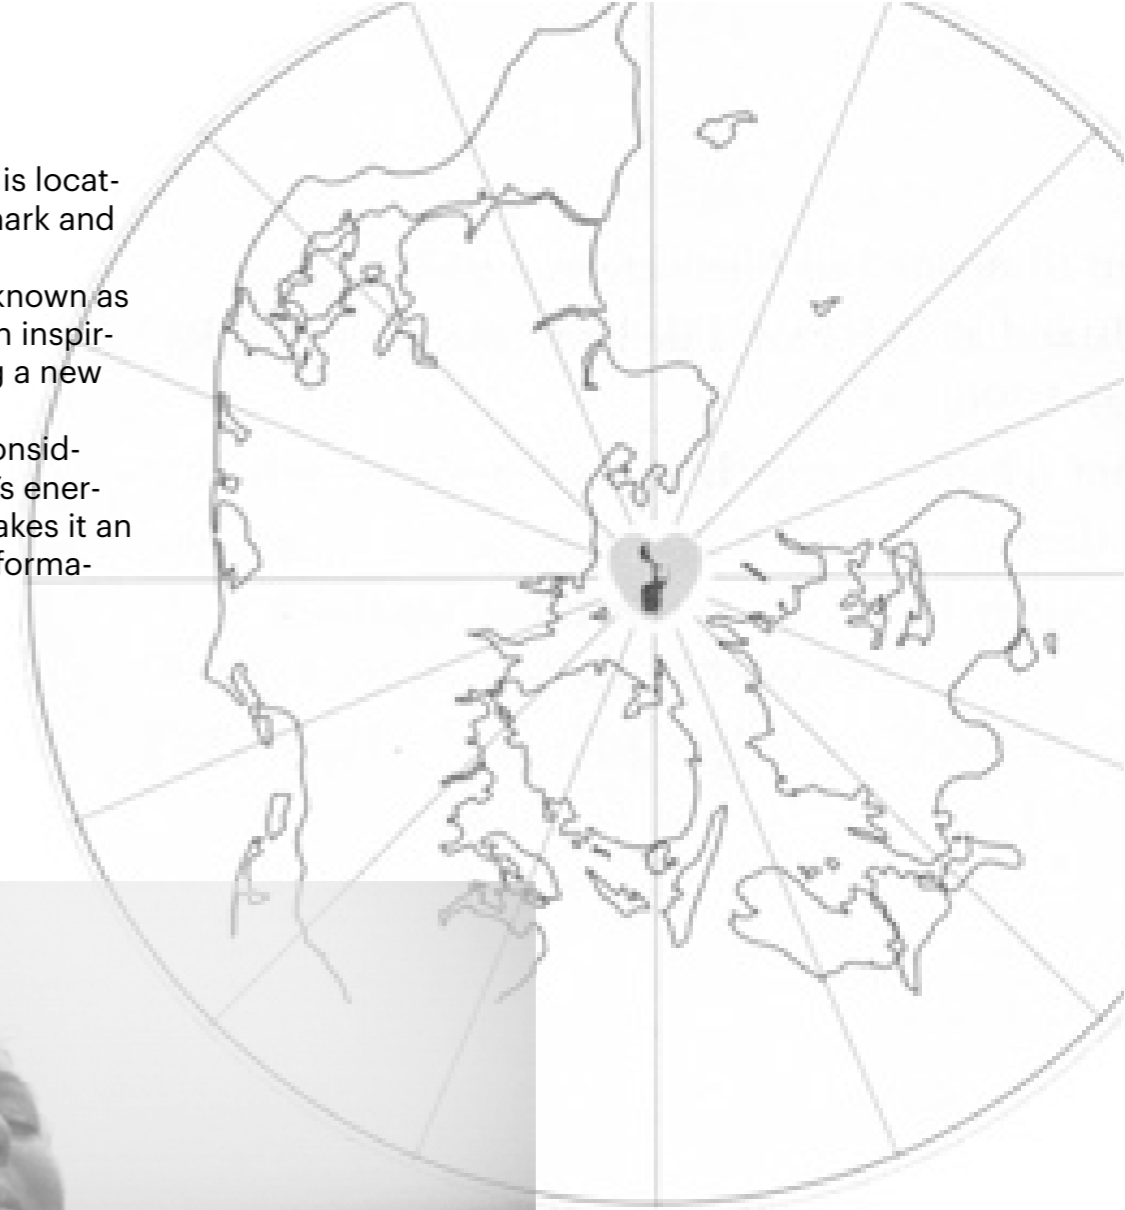 is locat-
ark and
known as
n inspir-
g a new
onsid-
's ener-
akes it an
forma-